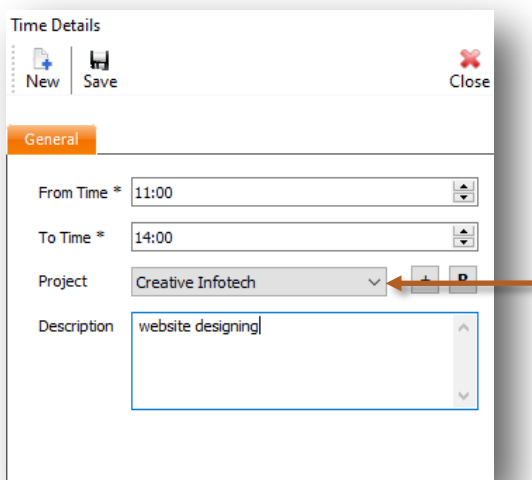 Time Details
New Save Close
General
From Time * 11:00
To Time * 14:00
Project Creative Infotech +
Description website designing